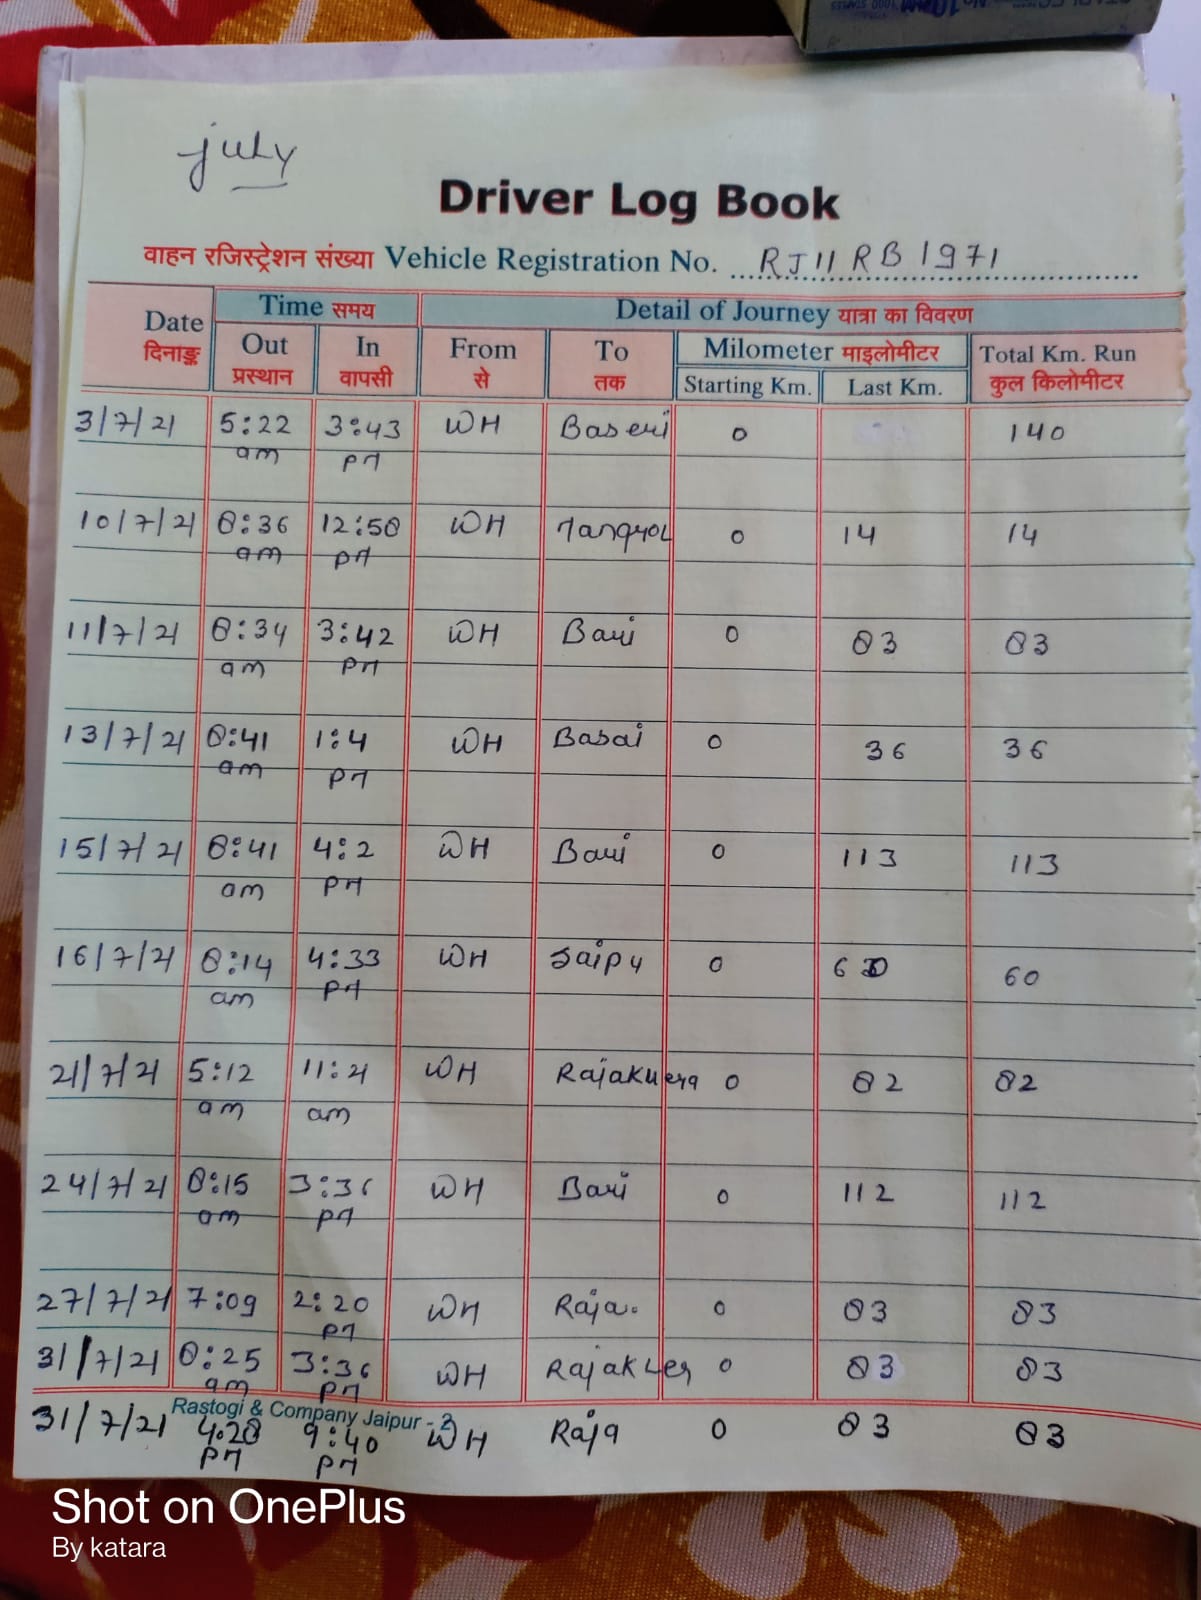 july
Driver Log Book
वाहन रजिस्ट्रेशन संख्या Vehicle Registration No. RJ11RB1971
Date Time समय Detail of Journey यात्रा का विवरण
दिनाङ्क Out In From To Milometer माइलोमीटर Total Km. Run
प्रस्थान वापसी से तक Starting Km. Last Km. कुल किलोमीटर
3/7/21 5:22 3:43 WH Baseri 0 140
am PM
10/7/21 8:36 12:58 WH 0 14 14
am PM
11/7/21 8:34 3:42 WH Bari 0 83 83
am PM
13/7/21 8:41 1:4 WH Basai 0 36 36
am PM
15/7/21 8:41 4:2 WH Bari 0 113 113
am PM
16/7/21 8:14 4:33 WH Saipu 0 60 60
am PM
21/7/21 5:12 11:21 WH Rajakhera 0 82 82
am am
24/7/21 8:15 3:36 WH Bari 0 112 112
am PM
27/7/21 7:09 2:20 WH Raja. 0 83 83
PM
31/7/21 8:25 3:36 WH Rajakher 0 83 83
am PM
Rastogi & Company Jaipur - 2
31/7/21 4:28 9:40 WH Raja 0 83 83
PM PM
Shot on OnePlus
By katara